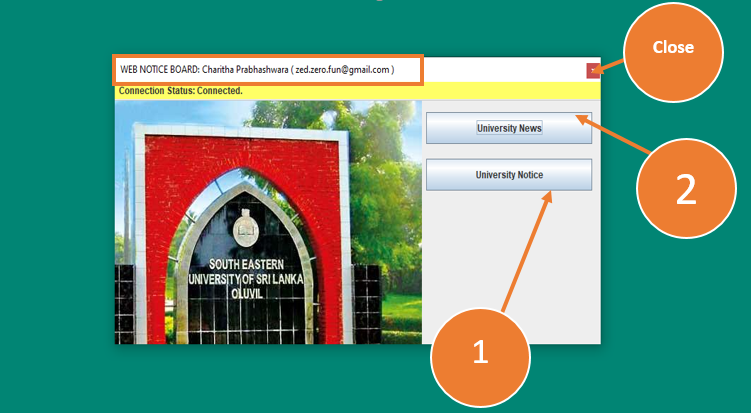 Close
WEB NOTICE BOARD: Charitha Prabhashwara ( zed.zero.fun@gmail.com )
Connection Status: Connected.
University News
2
University Notice
SOUTH EASTERN
UNIVERSITY OF SRI LANKA
OLUVIL
1